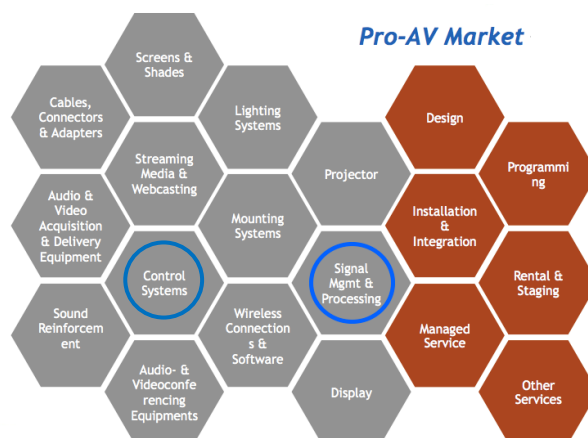 Pro-AV Market
Screens &
Shades
Cables,
Connectors
& Adapters
Lighting
Systems
Design
Streaming
Media &
Webcasting
Projector
Programmi
ng
Audio &
Video
Acquisition
& Delivery
Equipment
Mounting
Systems
Installation
&
Integration
Control
Systems
Signal
Mgmt &
Processing
Rental &
Staging
Sound
Reinforcem
ent
Wireless
Connection
s &
Software
Managed
Service
Audio- &
Videoconfe
rencing
Equipments
Display
Other
Services